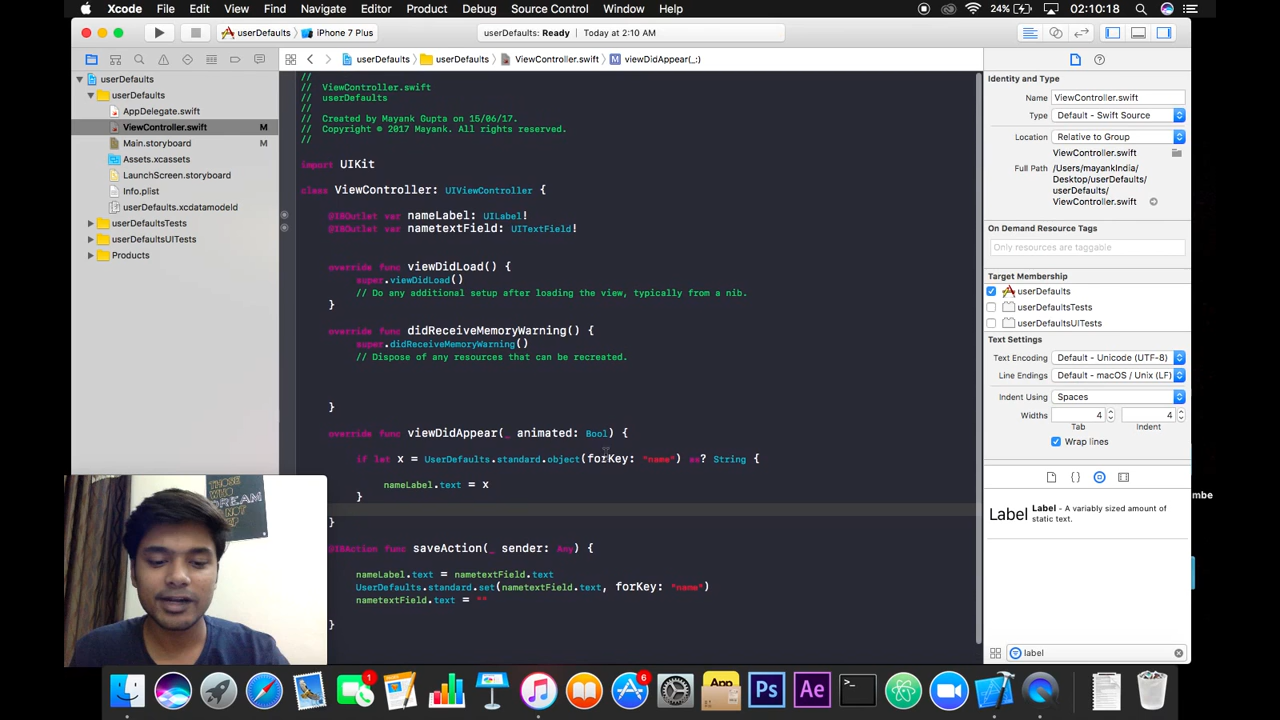 Xcode File Edit View Find Navigate Editor Product Debug Source Control Window Help 24% 02:10:18
userDefaults iPhone 7 Plus userDefaults: Ready Today at 2:10 AM
userDefaults userDefaults ViewController.swift viewDidAppear(_:)
userDefaults
userDefaults
AppDelegate.swift
ViewController.swift M
Main.storyboard M
Assets.xcassets
LaunchScreen.storyboard
Info.plist
userDefaults.xcdatamodeld
userDefaultsTests
userDefaultsUITests
Products
//
// ViewController.swift
// userDefaults
//
// Created by Mayank Gupta on 15/06/17.
// Copyright © 2017 Mayank. All rights reserved.
//
import UIKit
class ViewController: UIViewController {
@IBOutlet var nameLabel: UILabel!
@IBOutlet var nametextField: UITextField!
override func viewDidLoad() {
super.viewDidLoad()
// Do any additional setup after loading the view, typically from a nib.
}
override func didReceiveMemoryWarning() {
super.didReceiveMemoryWarning()
// Dispose of any resources that can be recreated.
}
override func viewDidAppear(_ animated: Bool) {
if let x = UserDefaults.standard.object(forKey: "name") as? String {
nameLabel.text = x
}
}
@IBAction func saveAction(_ sender: Any) {
nameLabel.text = nametextField.text
UserDefaults.standard.set(nametextField.text, forKey: "name")
nametextField.text = ""
}
Identity and Type
Name ViewController.swift
Type Default - Swift Source
Location Relative to Group
ViewController.swift
Full Path /Users/mayankIndia/
Desktop/userDefaults/
userDefaults/
ViewController.swift
On Demand Resource Tags
Only resources are taggable
Target Membership
userDefaults
userDefaultsTests
userDefaultsUITests
Text Settings
Text Encoding Default - Unicode (UTF-8)
Line Endings Default - macOS / Unix (LF)
Indent Using Spaces
Widths 4 4
Tab Indent
Wrap lines
{}
Label Label - A variably sized amount of
static text.
label
mbe
THOSE
WHO
DREAM
1
6
App
Ps
Ae
>_